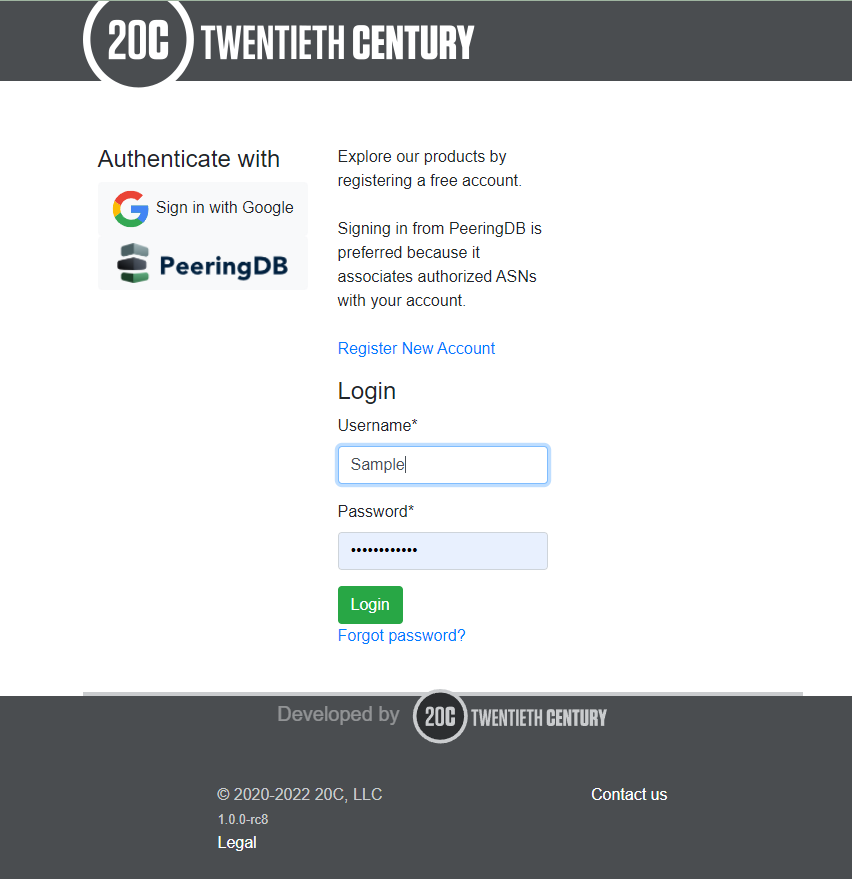 20C TWENTIETH CENTURY
Authenticate with
Sign in with Google
PeeringDB
Explore our products by
registering a free account.
Signing in from PeeringDB is
preferred because it
associates authorized ASNs
with your account.
Register New Account
Login
Username*
Sample
Password*
••••••••••••
Login
Forgot password?
Developed by 20C TWENTIETH CENTURY
© 2020-2022 20C, LLC
1.0.0-rc8
Legal
Contact us